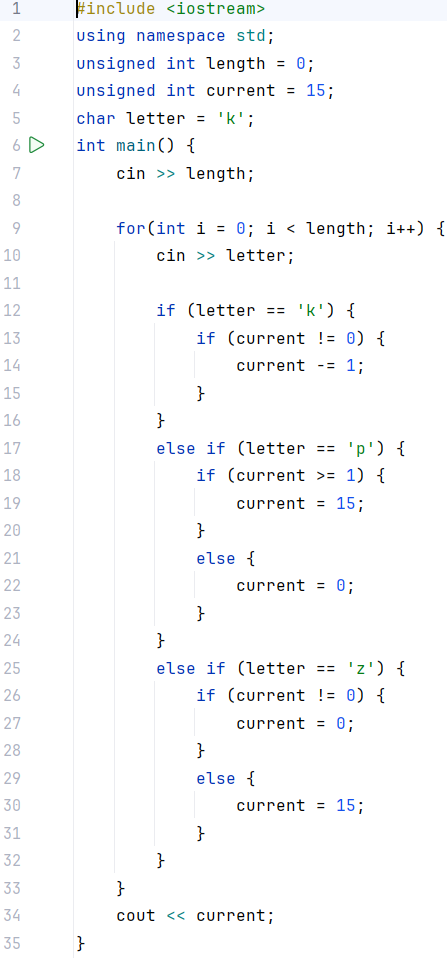 1 #include <iostream>
2 using namespace std;
3 unsigned int length = 0;
4 unsigned int current = 15;
5 char letter = 'k';
6 int main() {
7     cin >> length;
8
9     for(int i = 0; i < length; i++) {
10         cin >> letter;
11
12         if (letter == 'k') {
13             if (current != 0) {
14                 current -= 1;
15             }
16         }
17         else if (letter == 'p') {
18             if (current >= 1) {
19                 current = 15;
20             }
21             else {
22                 current = 0;
23             }
24         }
25         else if (letter == 'z') {
26             if (current != 0) {
27                 current = 0;
28             }
29             else {
30                 current = 15;
31             }
32         }
33     }
34     cout << current;
35 }